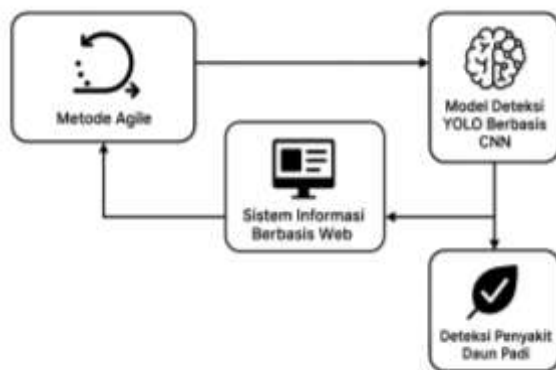 Metode Agile
Model Deteksi
YOLO Berbasis
CNN
Sistem Informasi
Berbasis Web
Deteksi Penyakit
Daun Padi